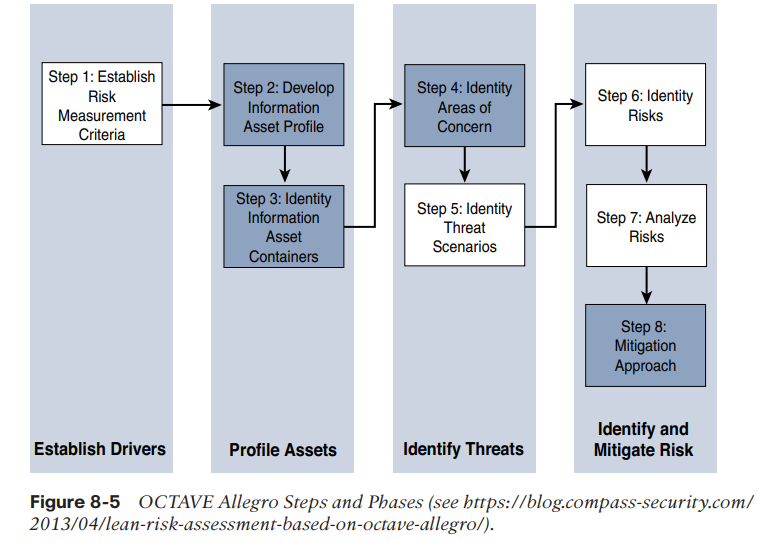 Step 1: Establish
Risk
Measurement
Criteria
Step 2: Develop
Information
Asset Profile
Step 3: Identity
Information
Asset
Containers
Step 4: Identity
Areas of
Concern
Step 5: Identity
Threat
Scenarios
Step 6: Identity
Risks
Step 7: Analyze
Risks
Step 8:
Mitigation
Approach
Establish Drivers
Profile Assets
Identify Threats
Identify and
Mitigate Risk
Figure 8-5 OCTAVE Allegro Steps and Phases (see https://blog.compass-security.com/
2013/04/lean-risk-assessment-based-on-octave-allegro/).